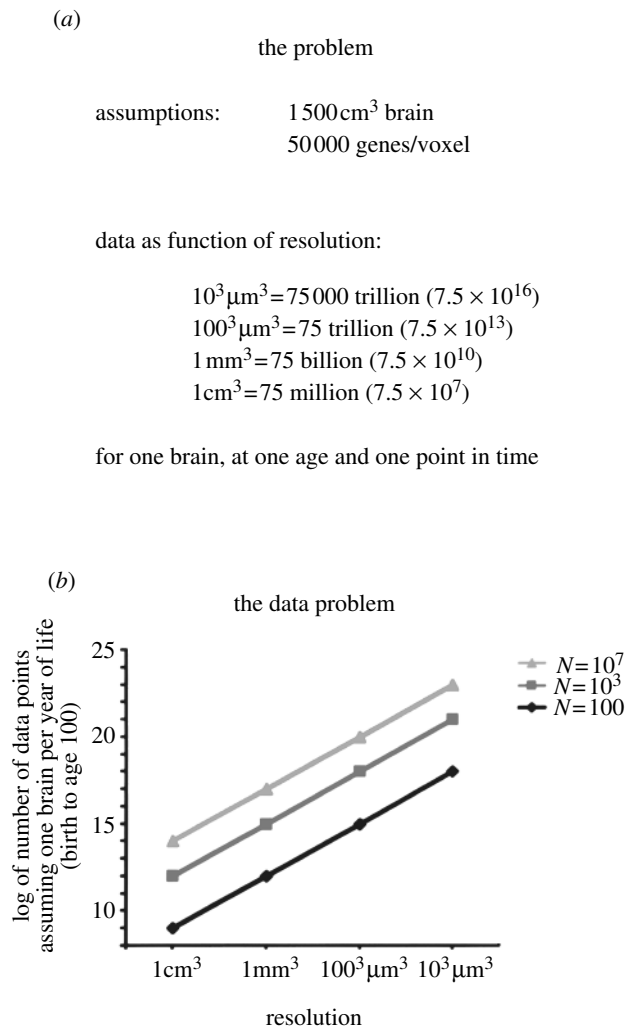 (a)
the problem
assumptions: 1500 cm³ brain
50000 genes/voxel
data as function of resolution:
10³ μm³=75000 trillion (7.5 × 10¹⁶)
100³ μm³=75 trillion (7.5 × 10¹³)
1 mm³=75 billion (7.5 × 10¹⁰)
1cm³=75 million (7.5 × 10⁷)
for one brain, at one age and one point in time
(b)
the data problem
log of number of data points
assuming one brain per year of life
(birth to age 100)
25
20
15
10
N=10⁷
N=10³
N=100
1cm³ 1mm³ 100³μm³ 10³μm³
resolution